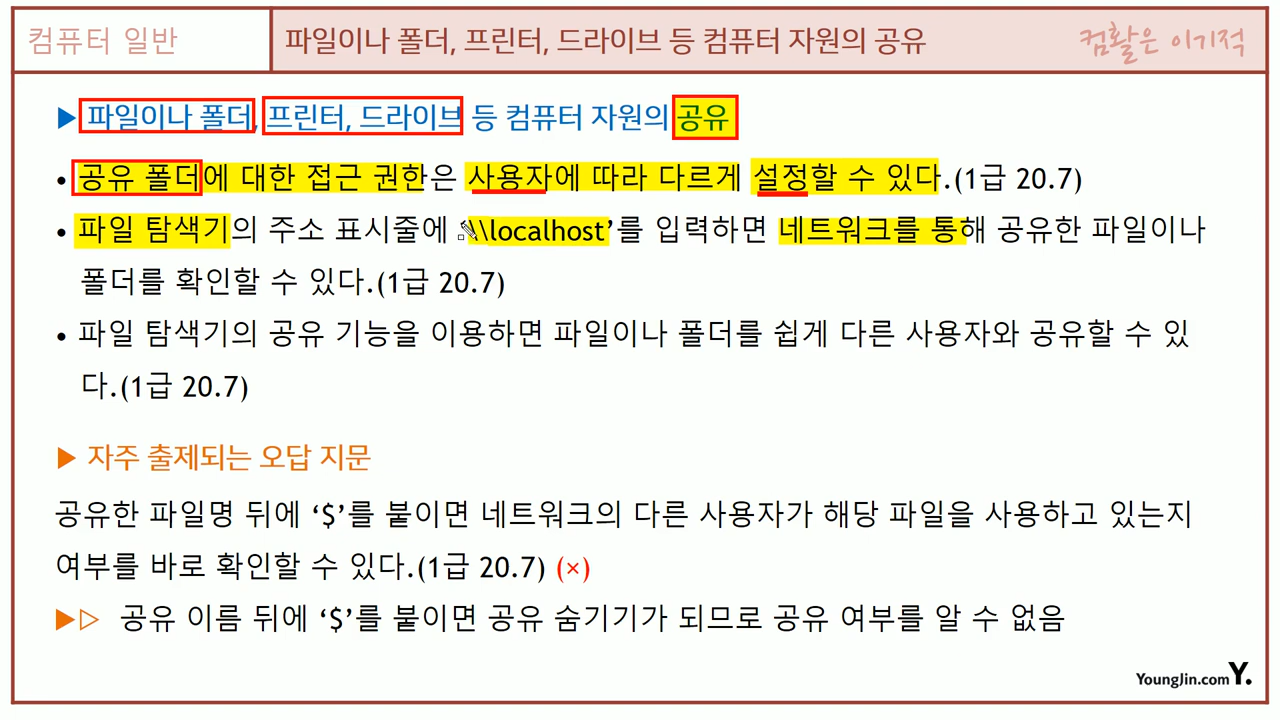 컴퓨터 일반
파일이나 폴더, 프린터, 드라이브 등 컴퓨터 자원의 공유
컴활은 이기적
▶ 파일이나 폴더, 프린터, 드라이브 등 컴퓨터 자원의 공유
• 공유 폴더에 대한 접근 권한은 사용자에 따라 다르게 설정할 수 있다.(1급 20.7)
• 파일 탐색기의 주소 표시줄에 ‘\\localhost’를 입력하면 네트워크를 통해 공유한 파일이나
폴더를 확인할 수 있다.(1급 20.7)
• 파일 탐색기의 공유 기능을 이용하면 파일이나 폴더를 쉽게 다른 사용자와 공유할 수 있
다.(1급 20.7)
▶ 자주 출제되는 오답 지문
공유한 파일명 뒤에 ‘$’를 붙이면 네트워크의 다른 사용자가 해당 파일을 사용하고 있는지
여부를 바로 확인할 수 있다.(1급 20.7) (×)
▶▷ 공유 이름 뒤에 ‘$’를 붙이면 공유 숨기기가 되므로 공유 여부를 알 수 없음
YoungJin.com Y.